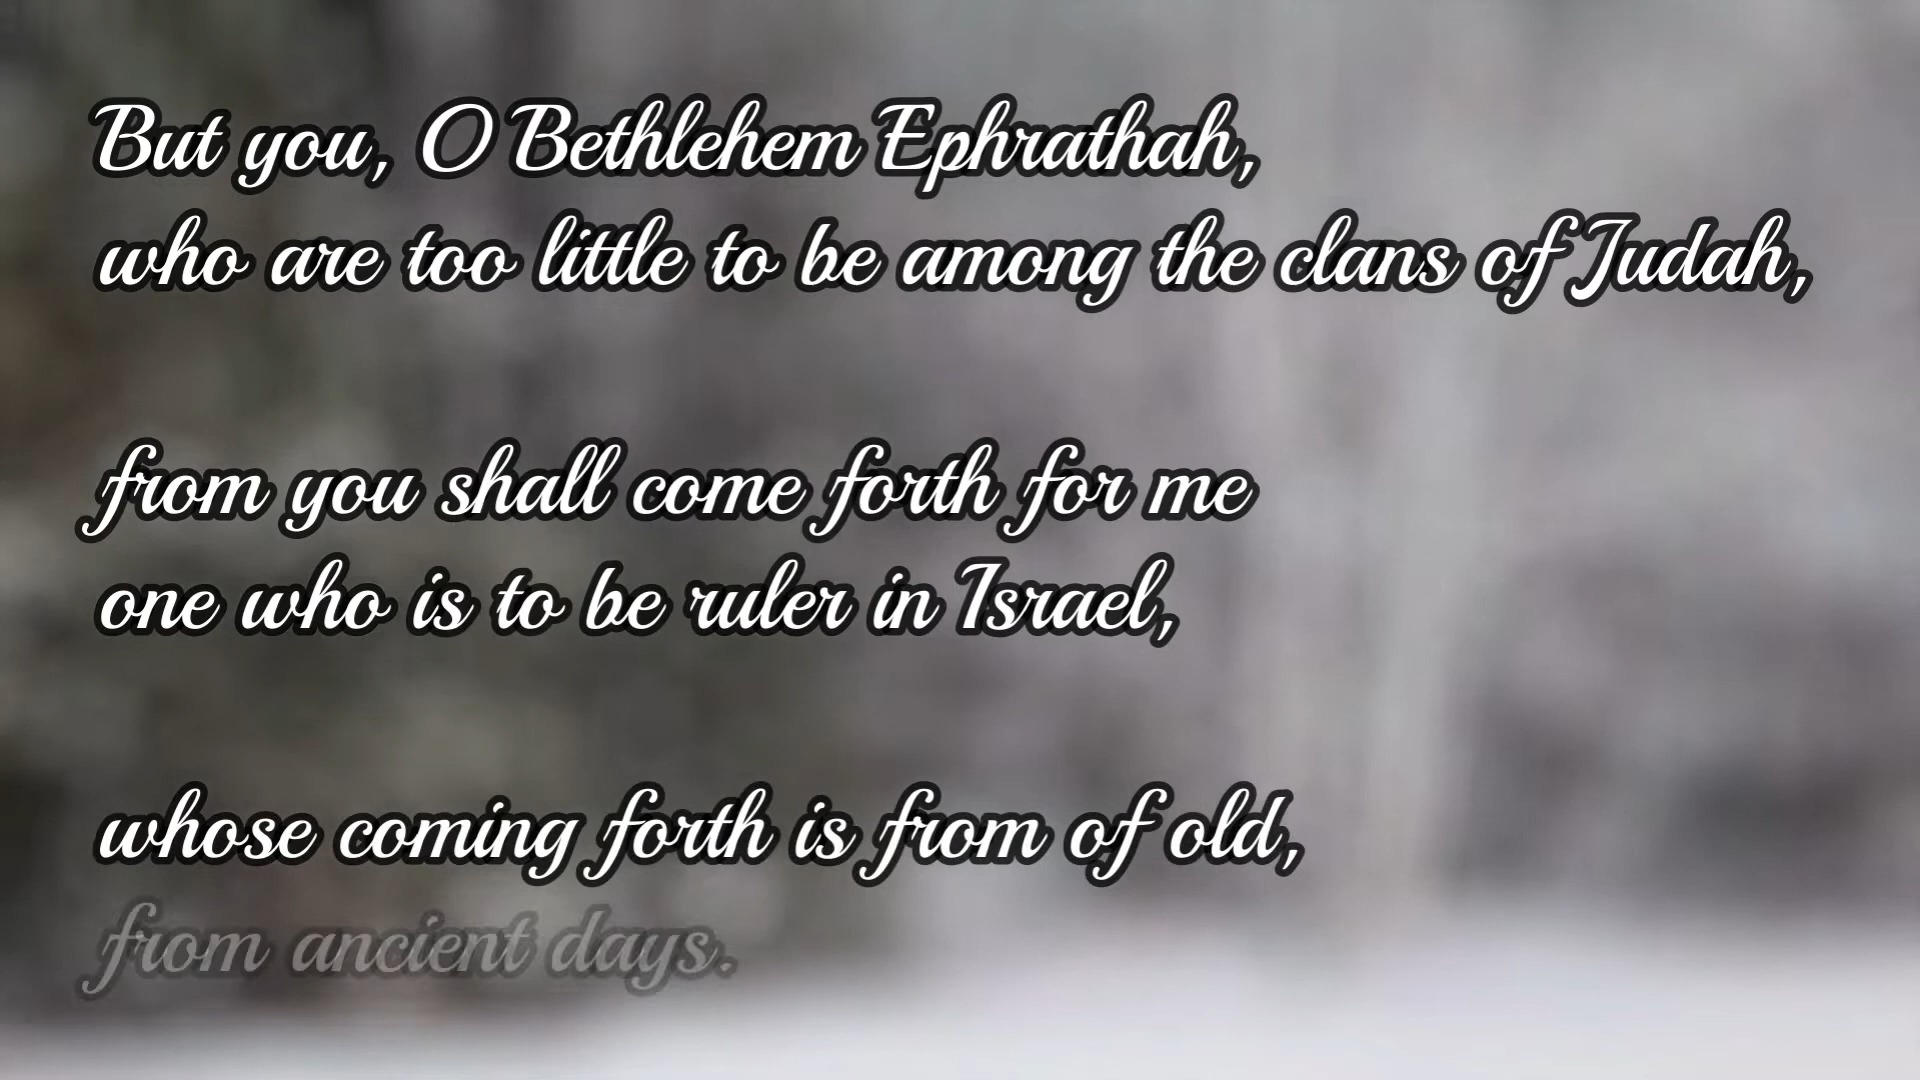 But you, O Bethlehem Ephrathah,
who are too little to be among the clans of Judah,
from you shall come forth for me
one who is to be ruler in Israel,
whose coming forth is from of old,
from ancient days.